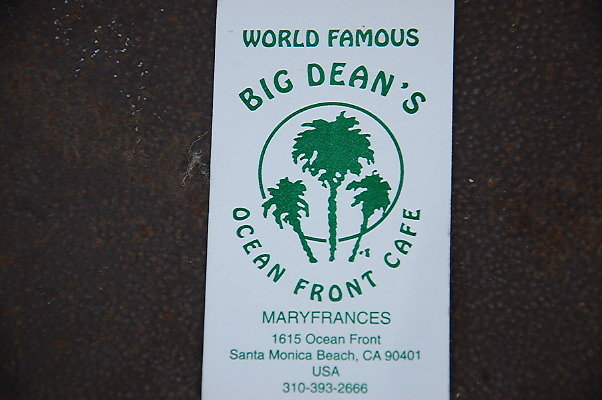 WORLD FAMOUS
BIG DEAN'S
OCEAN FRONT CAFE
MARYFRANCES
1615 Ocean Front
Santa Monica Beach, CA 90401
USA
310-393-2666